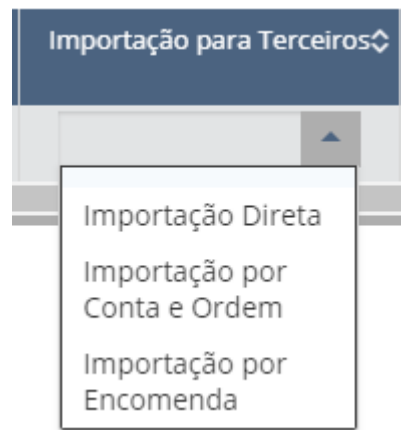 Importação para Terceiros
Importação Direta
Importação por
Conta e Ordem
Importação por
Encomenda